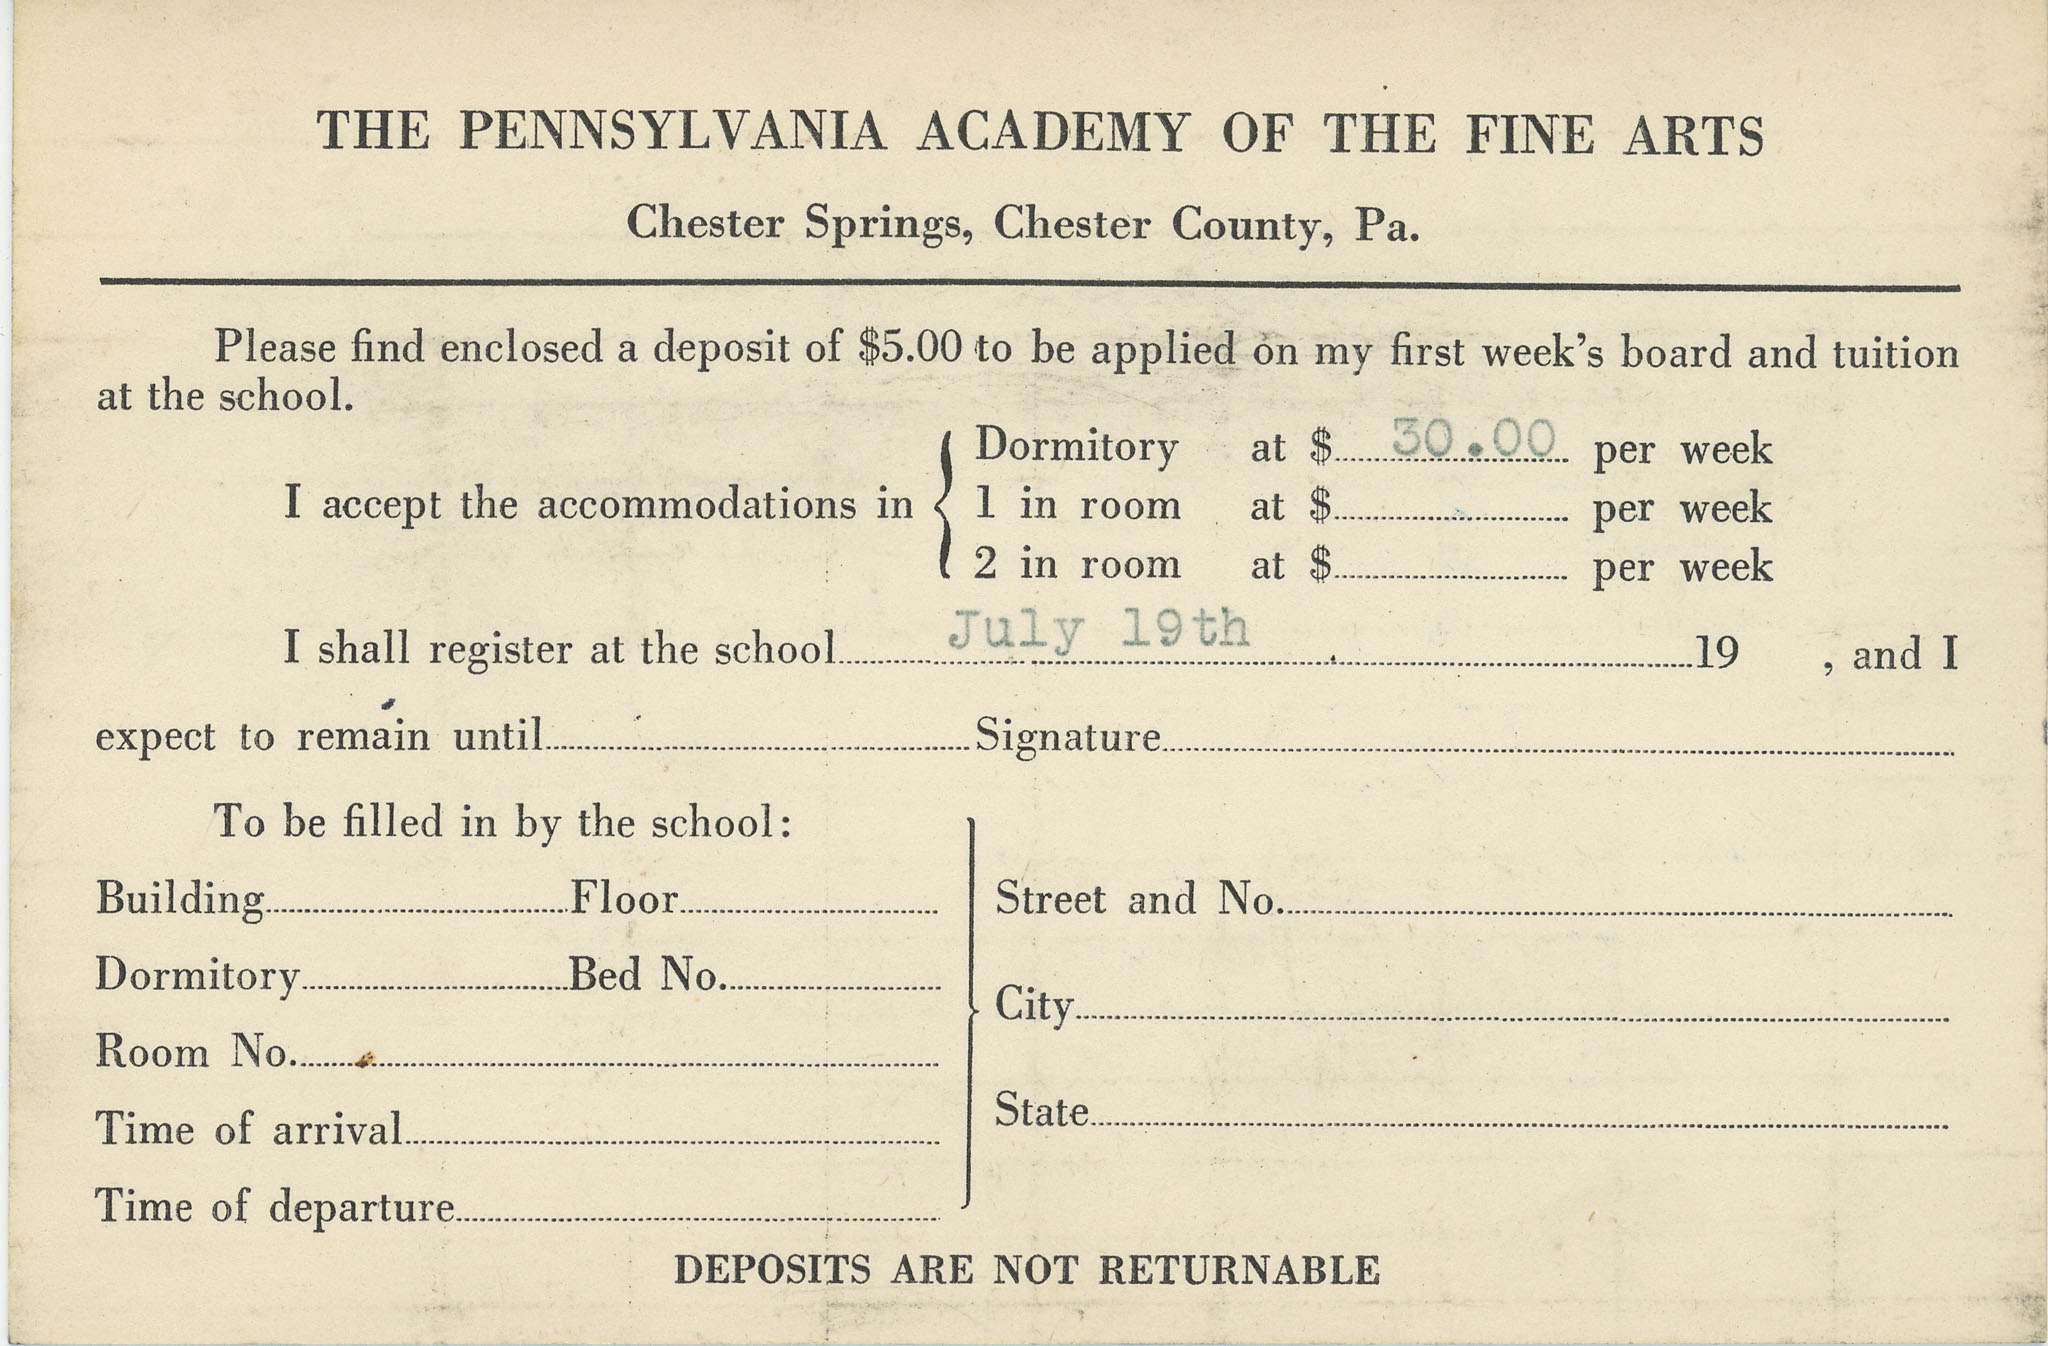 THE PENNSYLVANIA ACADEMY OF THE FINE ARTS
Chester Springs, Chester County, Pa.
Please find enclosed a deposit of $5.00 to be applied on my first week's board and tuition
at the school.
I accept the accommodations in
Dormitory at $ 30.00 per week
1 in room at $ per week
2 in room at $ per week
I shall register at the school July 19th 19 , and I
expect to remain until Signature
To be filled in by the school:
Building Floor
Dormitory Bed No.
Room No.
Time of arrival
Time of departure
Street and No.
City
State
DEPOSITS ARE NOT RETURNABLE